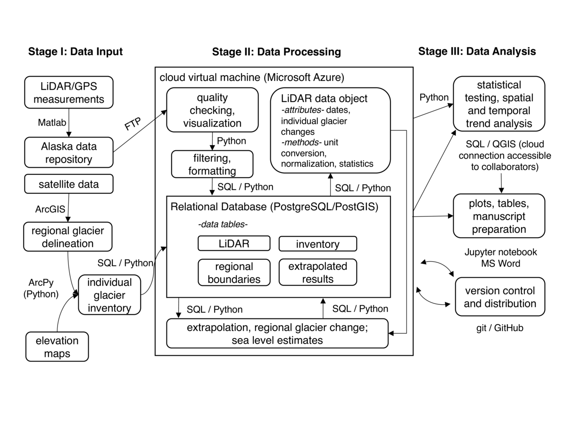 Stage I: Data Input
Stage II: Data Processing
Stage III: Data Analysis
LiDAR/GPS
measurements
Matlab
Alaska data
repository
satellite data
ArcGIS
regional glacier
delineation
ArcPy
(Python)
individual
glacier
inventory
elevation
maps
FTP
SQL / Python
cloud virtual machine (Microsoft Azure)
quality
checking,
visualization
Python
filtering,
formatting
SQL / Python
LiDAR data object
-attributes- dates,
individual glacier
changes
-methods- unit
conversion,
normalization, statistics
SQL / Python
Relational Database (PostgreSQL/PostGIS)
-data tables-
LiDAR
inventory
regional
boundaries
extrapolated
results
SQL / Python
SQL / Python
extrapolation, regional glacier change;
sea level estimates
Python
statistical
testing, spatial
and temporal
trend analysis
SQL / QGIS (cloud
connection accessible
to collaborators)
plots, tables,
manuscript
preparation
Jupyter notebook
MS Word
version control
and distribution
git / GitHub